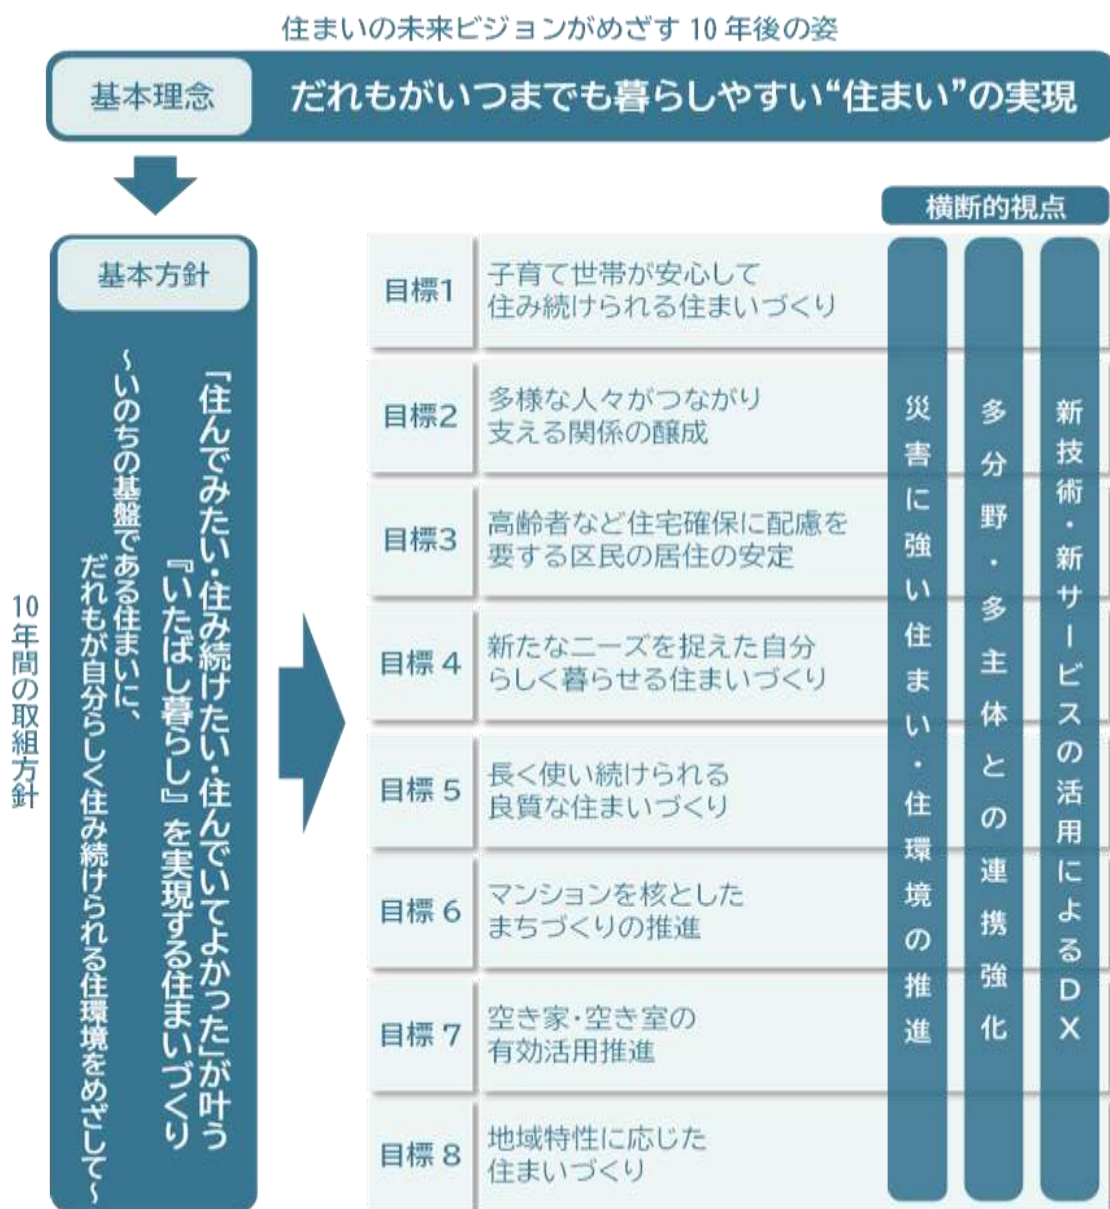 住まいの未来ビジョンがめざす 10 年後の姿
基本理念
だれもがいつまでも暮らしやすい“住まい”の実現
10年間の取組方針
基本方針
「住んでみたい・住み続けたい・住んでいてよかった」が叶う
『いたばし暮らし』を実現する住まいづくり
～いのちの基盤である住まいに、
だれもが自分らしく住み続けられる住環境をめざして～
横断的視点
目標1
子育て世帯が安心して
住み続けられる住まいづくり
目標2
多様な人々がつながり
支える関係の醸成
目標3
高齢者など住宅確保に配慮を
要する区民の居住の安定
目標 4
新たなニーズを捉えた自分
らしく暮らせる住まいづくり
目標 5
長く使い続けられる
良質な住まいづくり
目標 6
マンションを核とした
まちづくりの推進
目標 7
空き家・空き室の
有効活用推進
目標 8
地域特性に応じた
住まいづくり
災害に強い住まい・住環境の推進
多分野・多主体との連携強化
新技術・新サービスの活用によるDX